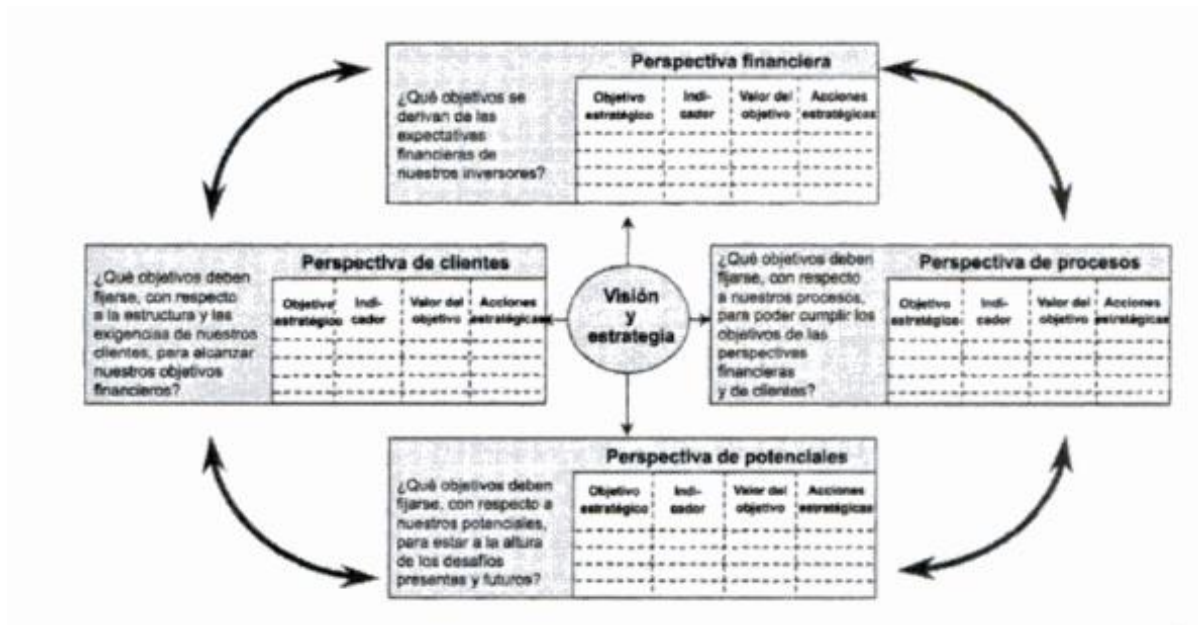 Perspectiva financiera
¿Qué objetivos se
derivan de las
expectativas
financieras de
nuestros inversores?
Objetivo Indi- Valor del Acciones
estratégico cador objetivo estratégicas
Perspectiva de clientes
¿Qué objetivos deben
fijarse, con respecto
a la estructura y las
exigencias de nuestros
clientes, para alcanzar
nuestros objetivos
financieros?
Objetivo Indi- Valor del Acciones
estratégico cador objetivo estratégicas
Visión
y
estrategia
Perspectiva de procesos
¿Qué objetivos deben
fijarse, con respecto
a nuestros procesos,
para poder cumplir los
objetivos de las
perspectivas
financieras
y de clientes?
Objetivo Indi- Valor del Acciones
estratégico cador objetivo estratégicas
Perspectiva de potenciales
¿Qué objetivos deben
fijarse, con respecto a
nuestros potenciales,
para estar a la altura
de los desafíos
presentes y futuros?
Objetivo Indi- Valor del Acciones
estratégico cador objetivo estratégicas